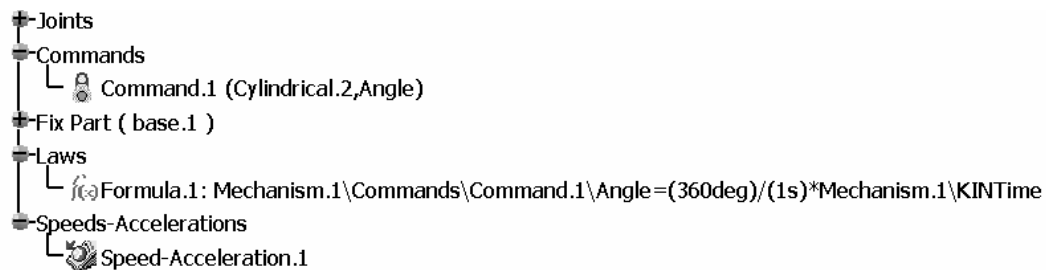 Joints
Commands
Command.1 (Cylindrical.2,Angle)
Fix Part ( base.1 )
Laws
f(x) Formula.1: Mechanism.1\Commands\Command.1\Angle=(360deg)/(1s)*Mechanism.1\KINTime
Speeds-Accelerations
Speed-Acceleration.1